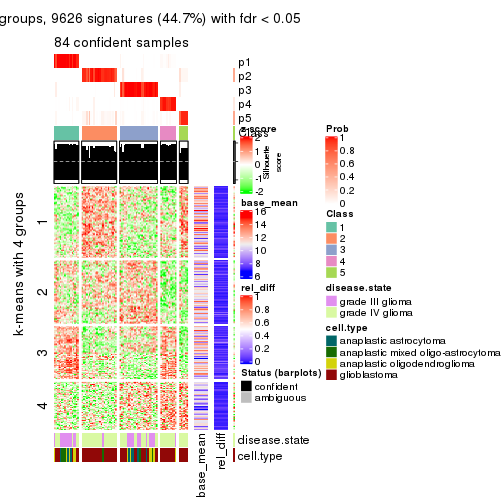 groups, 9626 signatures (44.7%) with fdr < 0.05
84 confident samples
p1
p2
p3
p4
p5
Class
Silhouette
score
z-score
2
1
0
-1
-2
base_mean
16
14
12
10
8
6
rel_diff
1
0.8
0.6
0.4
0.2
0
Status (barplots)
confident
ambiguous
Prob
1
0.8
0.6
0.4
0.2
0
Class
1
2
3
4
5
disease.state
grade III glioma
grade IV glioma
cell.type
anaplastic astrocytoma
anaplastic mixed oligo-astrocytoma
anaplastic oligodendroglioma
glioblastoma
k-means with 4 groups
1
2
3
4
disease.state
cell.type
base_mean
rel_diff